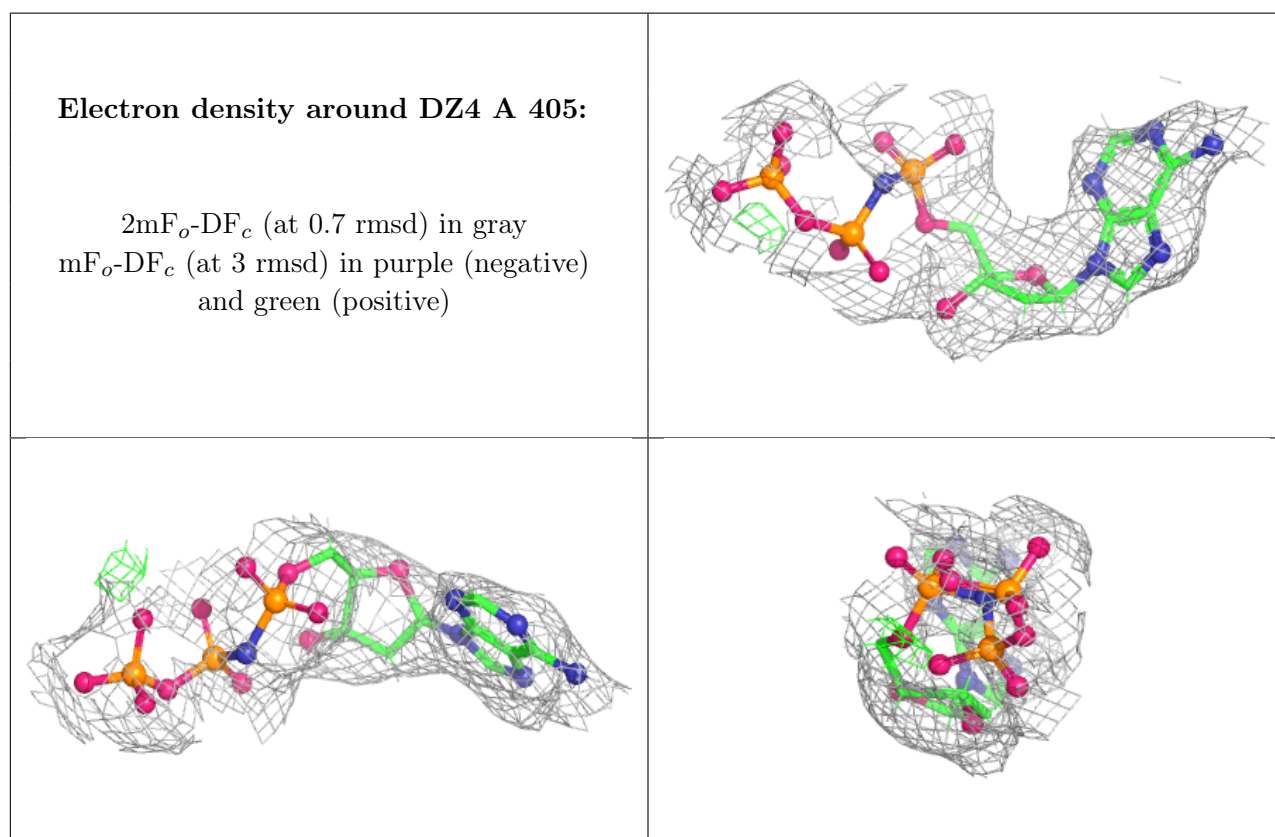 Electron density around DZ4 A 405:
2mFo-DFc (at 0.7 rmsd) in gray
mFo-DFc (at 3 rmsd) in purple (negative)
and green (positive)